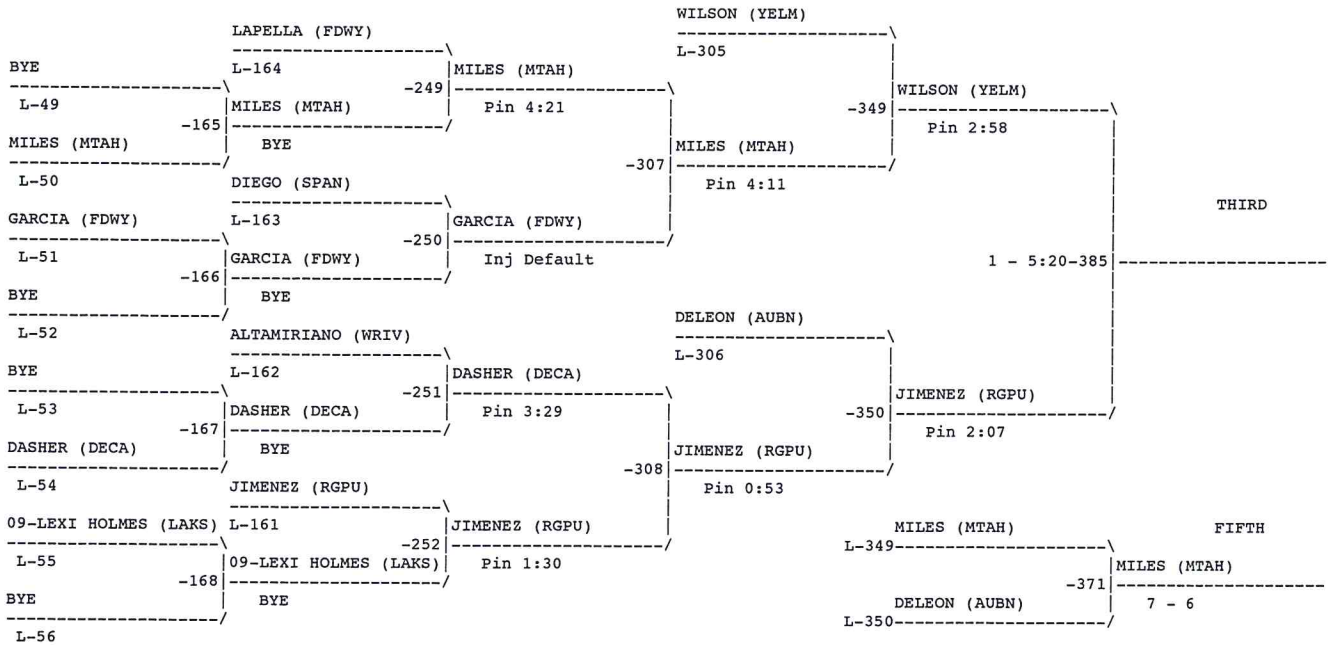 WILSON (YELM)
LAPELLA (FDWY)
L-305
BYE
L-164
MILES (MTAH)
-249
WILSON (YELM)
L-49
MILES (MTAH)
Pin 4:21
-349
-165
Pin 2:58
MILES (MTAH)
BYE
MILES (MTAH)
-307
L-50
DIEGO (SPAN)
Pin 4:11
GARCIA (FDWY)
L-163
GARCIA (FDWY)
THIRD
-250
L-51
GARCIA (FDWY)
Inj Default
1 - 5:20-385
-166
BYE
BYE
L-52
ALTAMIRIANO (WRIV)
DELEON (AUBN)
BYE
L-162
DASHER (DECA)
L-306
-251
JIMENEZ (RGPU)
L-53
DASHER (DECA)
Pin 3:29
-350
-167
Pin 2:07
DASHER (DECA)
BYE
JIMENEZ (RGPU)
-308
L-54
JIMENEZ (RGPU)
Pin 0:53
09-LEXI HOLMES (LAKS)
L-161
JIMENEZ (RGPU)
MILES (MTAH)
FIFTH
-252
L-349
L-55
09-LEXI HOLMES (LAKS)
Pin 1:30
MILES (MTAH)
-168
-371
BYE
BYE
DELEON (AUBN)
7 - 6
L-350
L-56